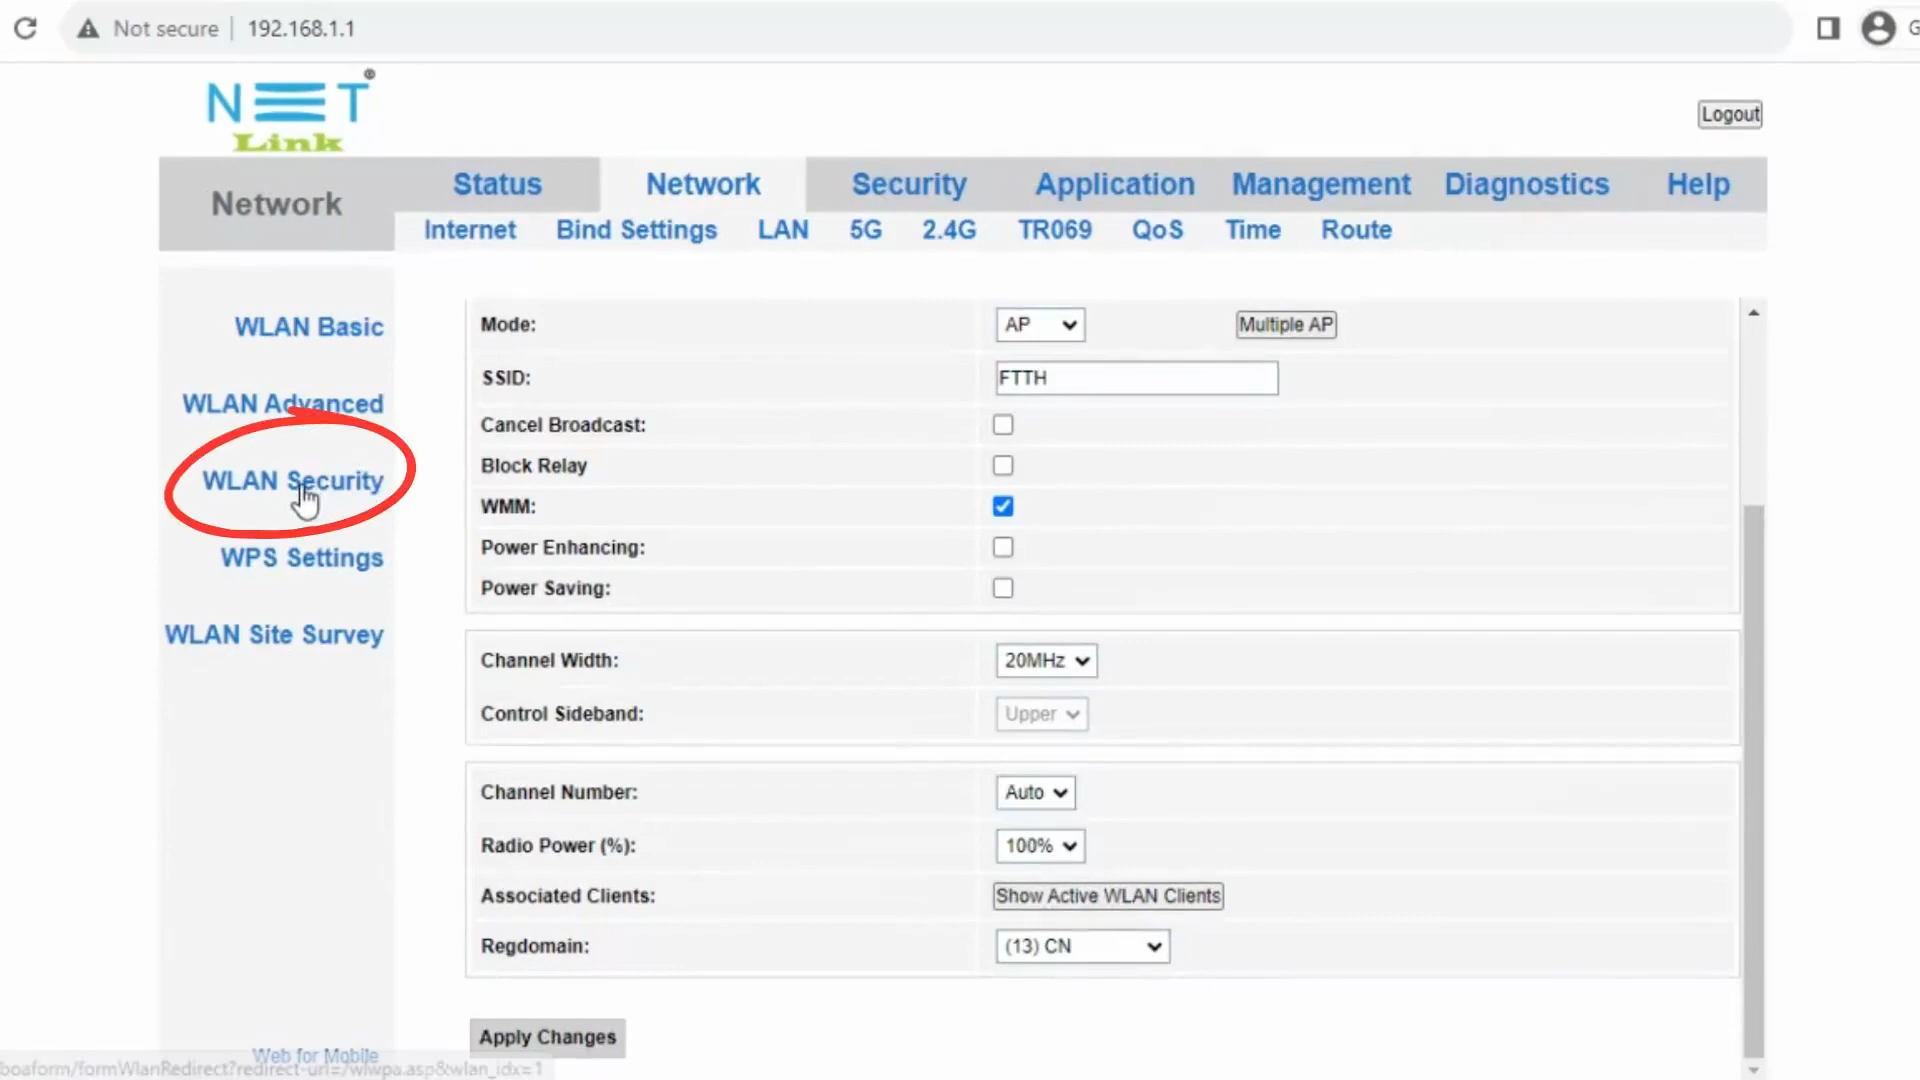 Not secure | 192.168.1.1
G
NET®
Link
Logout
Network
Status Network Security Application Management Diagnostics Help
Internet Bind Settings LAN 5G 2.4G TR069 QoS Time Route
WLAN Basic
WLAN Advanced
WLAN Security
WPS Settings
WLAN Site Survey
Mode: AP Multiple AP
SSID: FTTH
Cancel Broadcast:
Block Relay
WMM:
Power Enhancing:
Power Saving:
Channel Width: 20MHz
Control Sideband: Upper
Channel Number: Auto
Radio Power (%): 100%
Associated Clients: Show Active WLAN Clients
Regdomain: (13) CN
Apply Changes
Web for Mobile
boaform/formWlanRedirect?redirect-url=/wlwpa.asp&wlan_idx=1